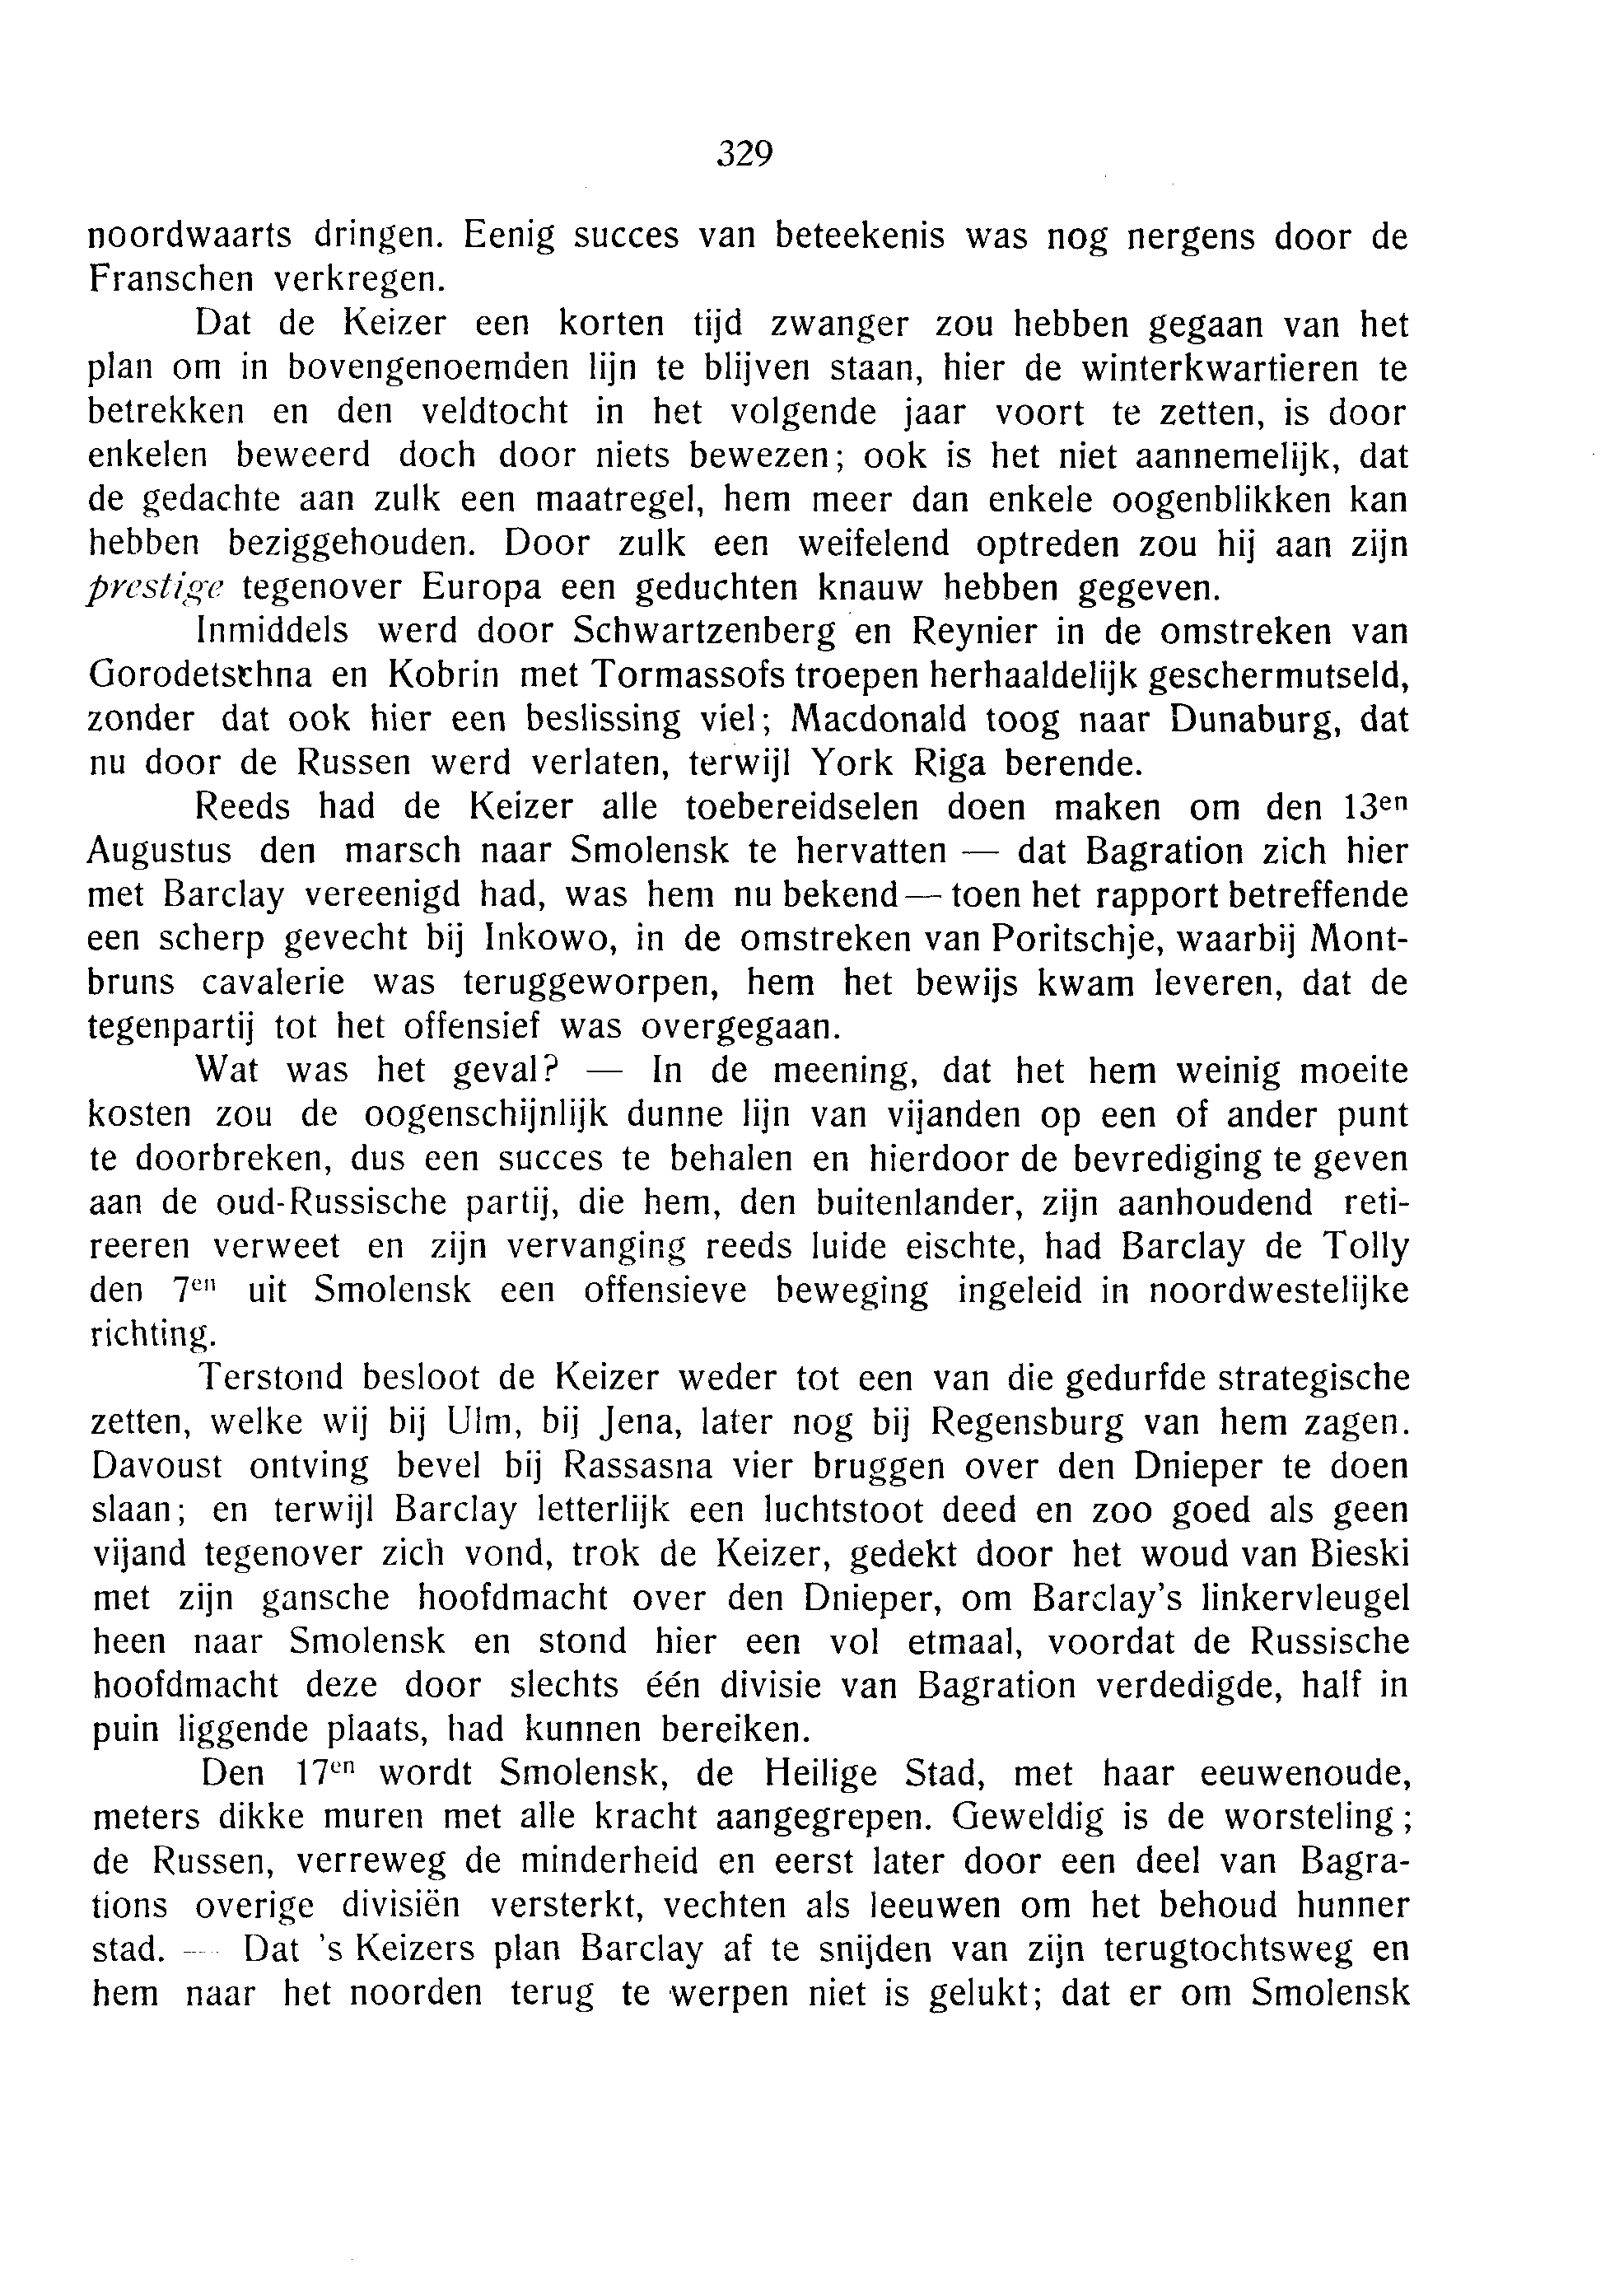 329
noordwaarts dringen. Eenig succes van beteekenis was nog nergens door de
Franschen verkregen.
Dat de Keizer een korten tijd zwanger zou hebben gegaan van het
plan om in bovengenoemden lijn te blijven staan, hier de winterkwartieren te
betrekken en den veldtocht in het volgende jaar voort te zetten, is door
enkelen beweerd doch door niets bewezen; ook is het niet aannemelijk, dat
de gedachte aan zulk een maatregel, hem meer dan enkele oogenblikken kan
hebben beziggehouden. Door zulk een weifelend optreden zou hij aan zijn
prestige tegenover Europa een geduchten knauw hebben gegeven.
Inmiddels werd door Schwartzenberg en Reynier in de omstreken van
Gorodetschna en Kobrin met Tormassofs troepen herhaaldelijk geschermutseld,
zonder dat ook hier een beslissing viel; Macdonald toog naar Dunaburg, dat
nu door de Russen werd verlaten, terwijl York Riga berende.
Reeds had de Keizer alle toebereidselen doen maken om den 13en
Augustus den marsch naar Smolensk te hervatten — dat Bagration zich hier
met Barclay vereenigd had, was hem nu bekend — toen het rapport betreffende
een scherp gevecht bij Inkowo, in de omstreken van Poritschje, waarbij Mont-
bruns cavalerie was teruggeworpen, hem het bewijs kwam leveren, dat de
tegenpartij tot het offensief was overgegaan.
Wat was het geval? — In de meening, dat het hem weinig moeite
kosten zou de oogenschijnlijk dunne lijn van vijanden op een of ander punt
te doorbreken, dus een succes te behalen en hierdoor de bevrediging te geven
aan de oud-Russische partij, die hem, den buitenlander, zijn aanhoudend reti-
reeren verweet en zijn vervanging reeds luide eischte, had Barclay de Tolly
den 7en uit Smolensk een offensieve beweging ingeleid in noordwestelijke
richting.
Terstond besloot de Keizer weder tot een van die gedurfde strategische
zetten, welke wij bij Ulm, bij Jena, later nog bij Regensburg van hem zagen.
Davoust ontving bevel bij Rassasna vier bruggen over den Dnieper te doen
slaan; en terwijl Barclay letterlijk een luchtstoot deed en zoo goed als geen
vijand tegenover zich vond, trok de Keizer, gedekt door het woud van Bieski
met zijn gansche hoofdmacht over den Dnieper, om Barclay's linkervleugel
heen naar Smolensk en stond hier een vol etmaal, voordat de Russische
hoofdmacht deze door slechts één divisie van Bagration verdedigde, half in
puin liggende plaats, had kunnen bereiken.
Den 17en wordt Smolensk, de Heilige Stad, met haar eeuwenoude,
meters dikke muren met alle kracht aangegrepen. Geweldig is de worsteling;
de Russen, verreweg de minderheid en eerst later door een deel van Bagra-
tions overige divisiën versterkt, vechten als leeuwen om het behoud hunner
stad. — Dat 's Keizers plan Barclay af te snijden van zijn terugtochtsweg en
hem naar het noorden terug te werpen niet is gelukt; dat er om Smolensk